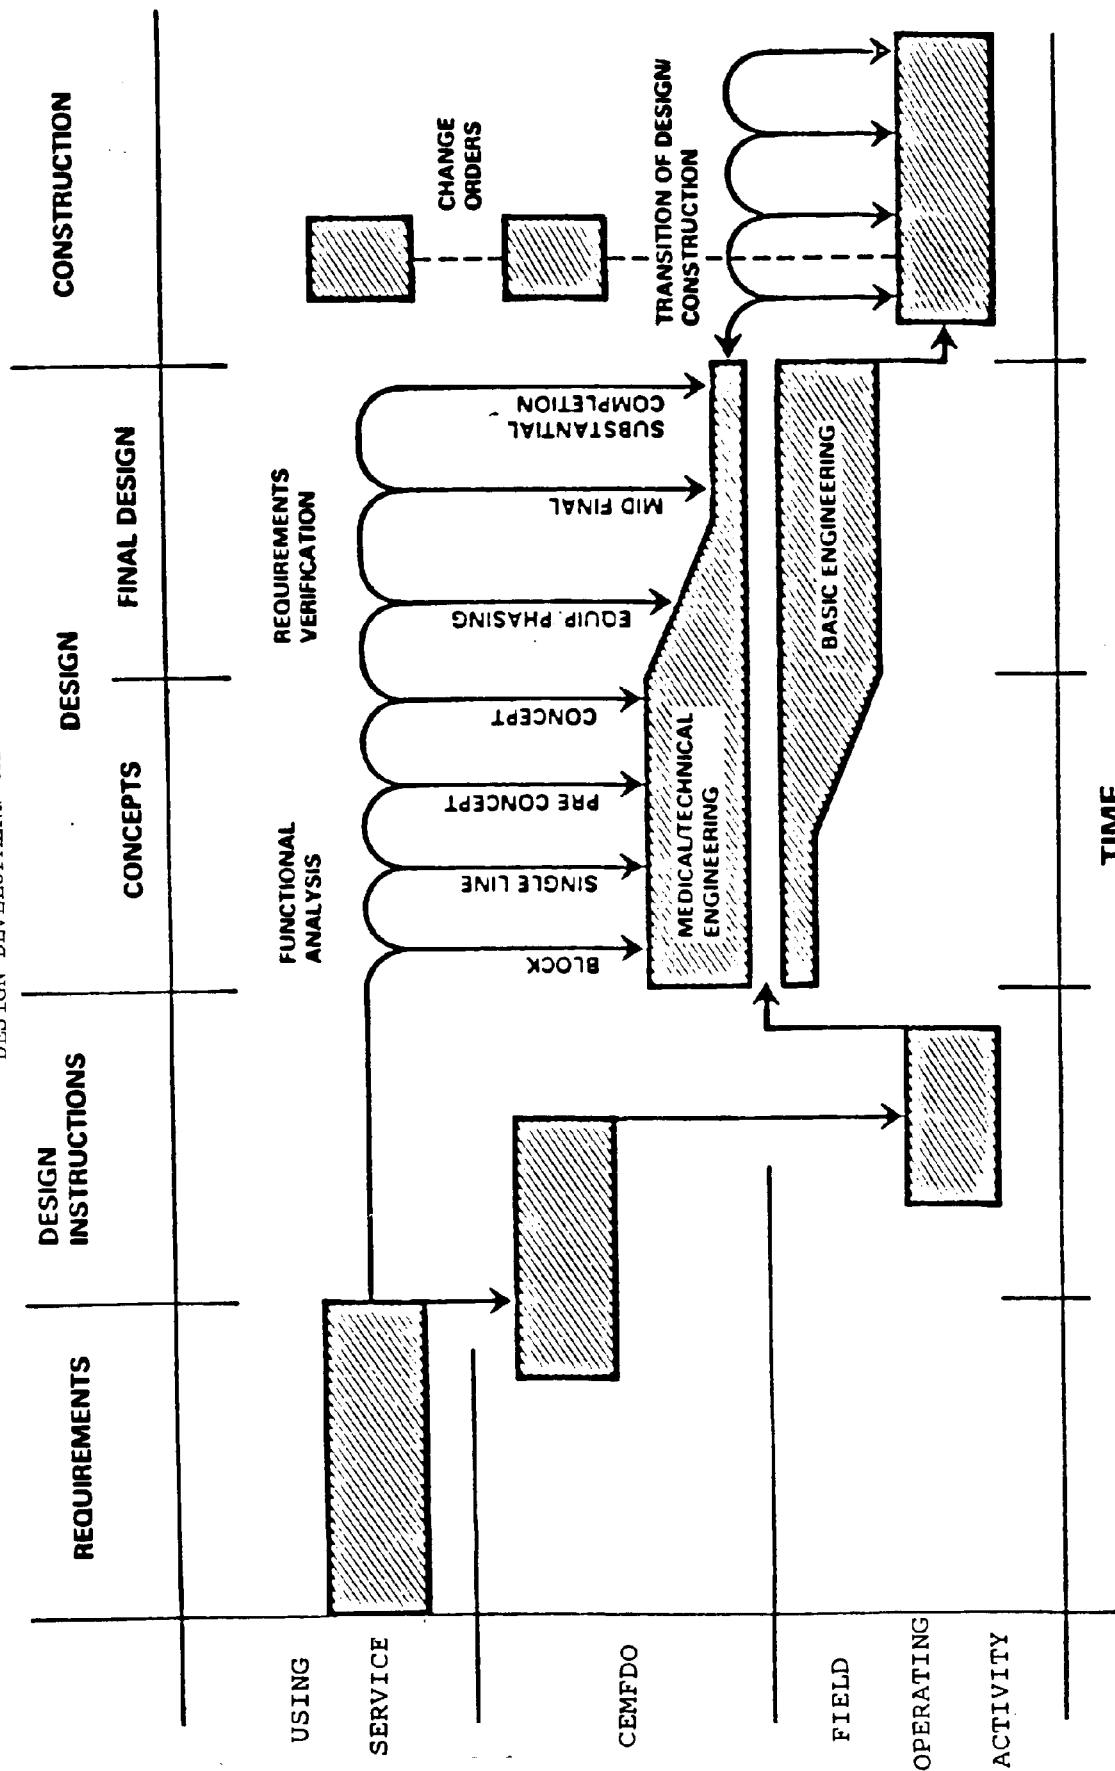 DESIGN
REQUIREMENTS
DESIGN
INSTRUCTIONS
CONCEPTS
FINAL DESIGN
CONSTRUCTION
USING
SERVICE
FUNCTIONAL
ANALYSIS
REQUIREMENTS
VERIFICATION
CHANGE
ORDERS
BLOCK
SINGLE LINE
PRE CONCEPT
CONCEPT
EQUIP. PHASING
MID FINAL
SUBSTANTIAL
COMPLETION
CEMFDO
MEDICAL/TECHNICAL
ENGINEERING
TRANSITION OF DESIGN/
CONSTRUCTION
FIELD
OPERATING
ACTIVITY
BASIC ENGINEERING
TIME